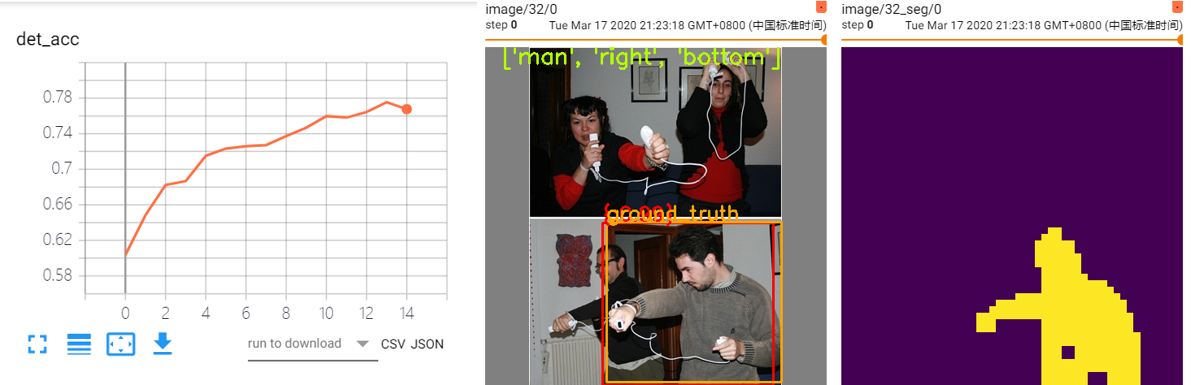 det_acc
0.78
0.74
0.7
0.66
0.62
0.58
0 2 4 6 8 10 12 14
run to download CSV JSON
image/32/0
step 0 Tue Mar 17 2020 21:23:18 GMT+0800 (中国标准时间)
['man', 'right', 'bottom']
ground truth
image/32_seg/0
step 0 Tue Mar 17 2020 21:23:18 GMT+0800 (中国标准时间)